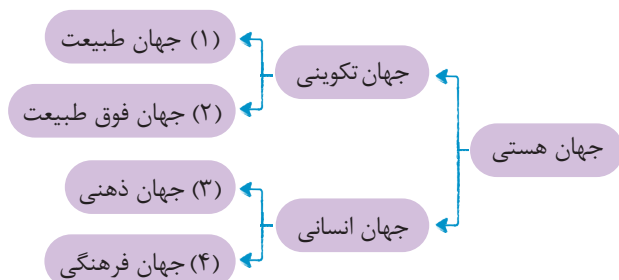 جهان هستی
جهان تکوینی
(۱) جهان طبیعت
(۲) جهان فوق طبیعت
جهان انسانی
(۳) جهان ذهنی
(۴) جهان فرهنگی